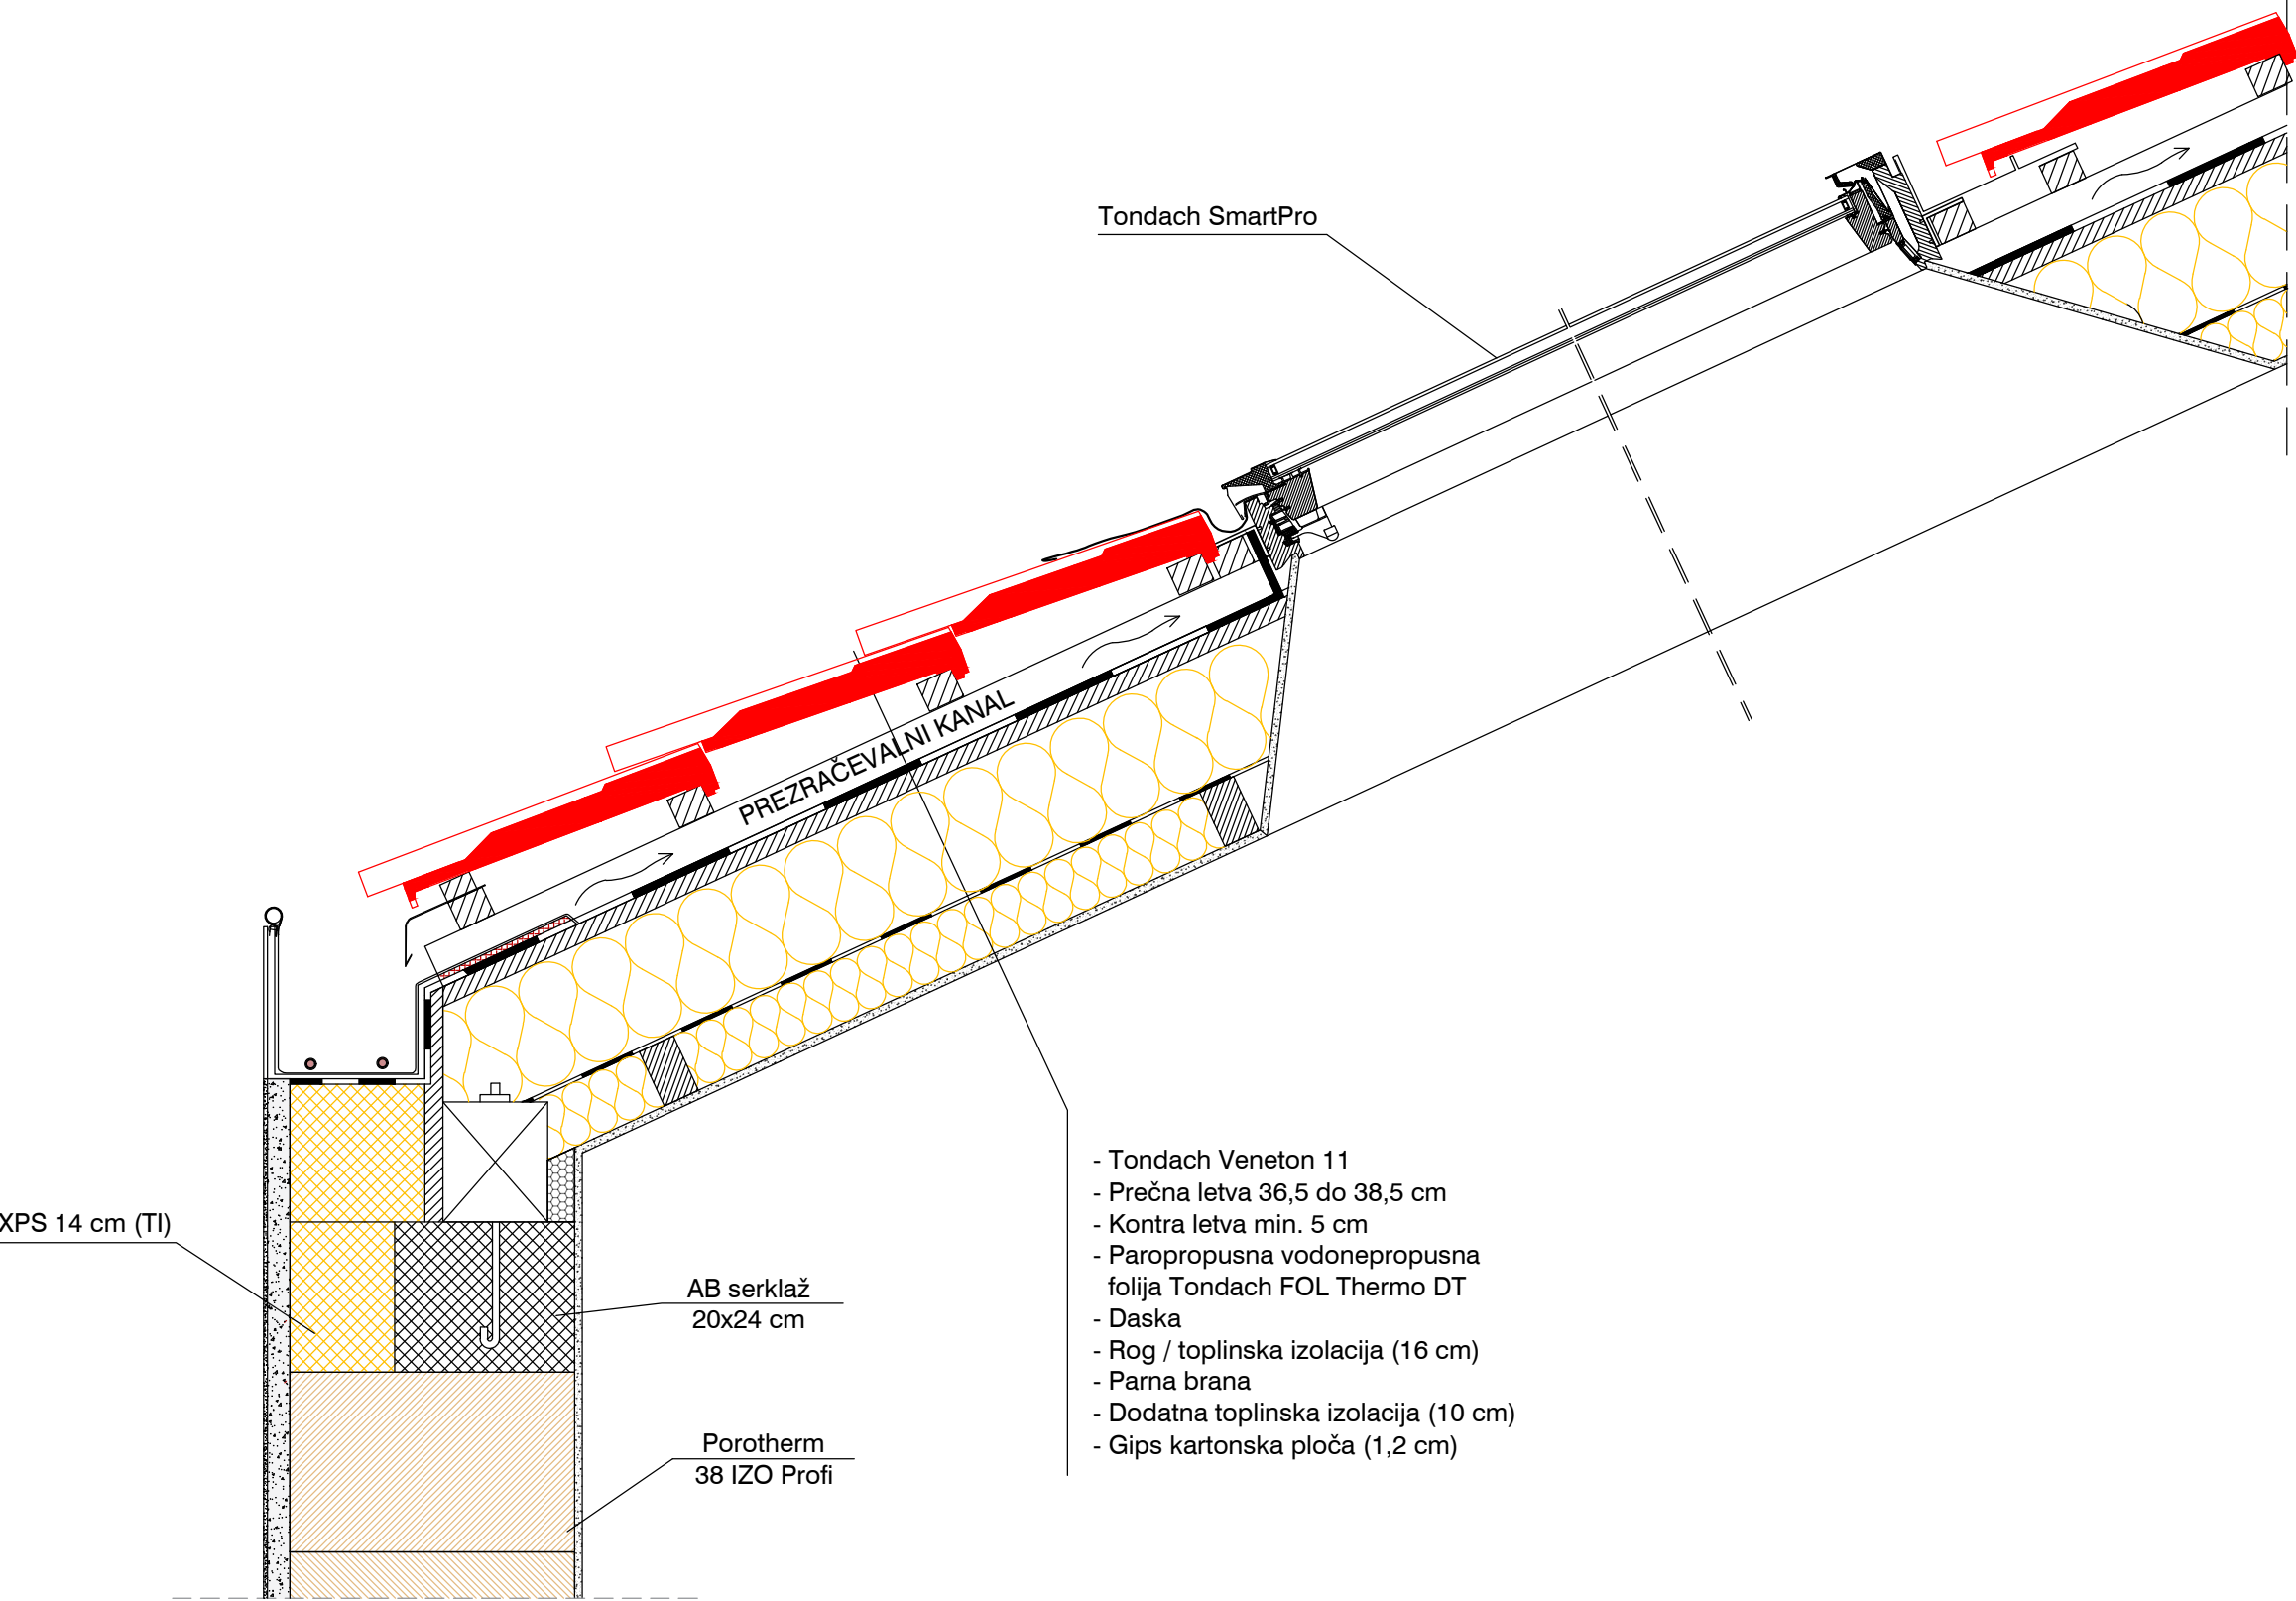 Tondach SmartPro
PREZRAČEVALNI KANAL
- Tondach Veneton 11
- Prečna letva 36,5 do 38,5 cm
- Kontra letva min. 5 cm
- Paropropusna vodonepropusna
folija Tondach FOL Thermo DT
- Daska
- Rog / toplinska izolacija (16 cm)
- Parna brana
- Dodatna toplinska izolacija (10 cm)
- Gips kartonska ploča (1,2 cm)
XPS 14 cm (TI)
AB serklaž
20x24 cm
Porotherm
38 IZO Profi